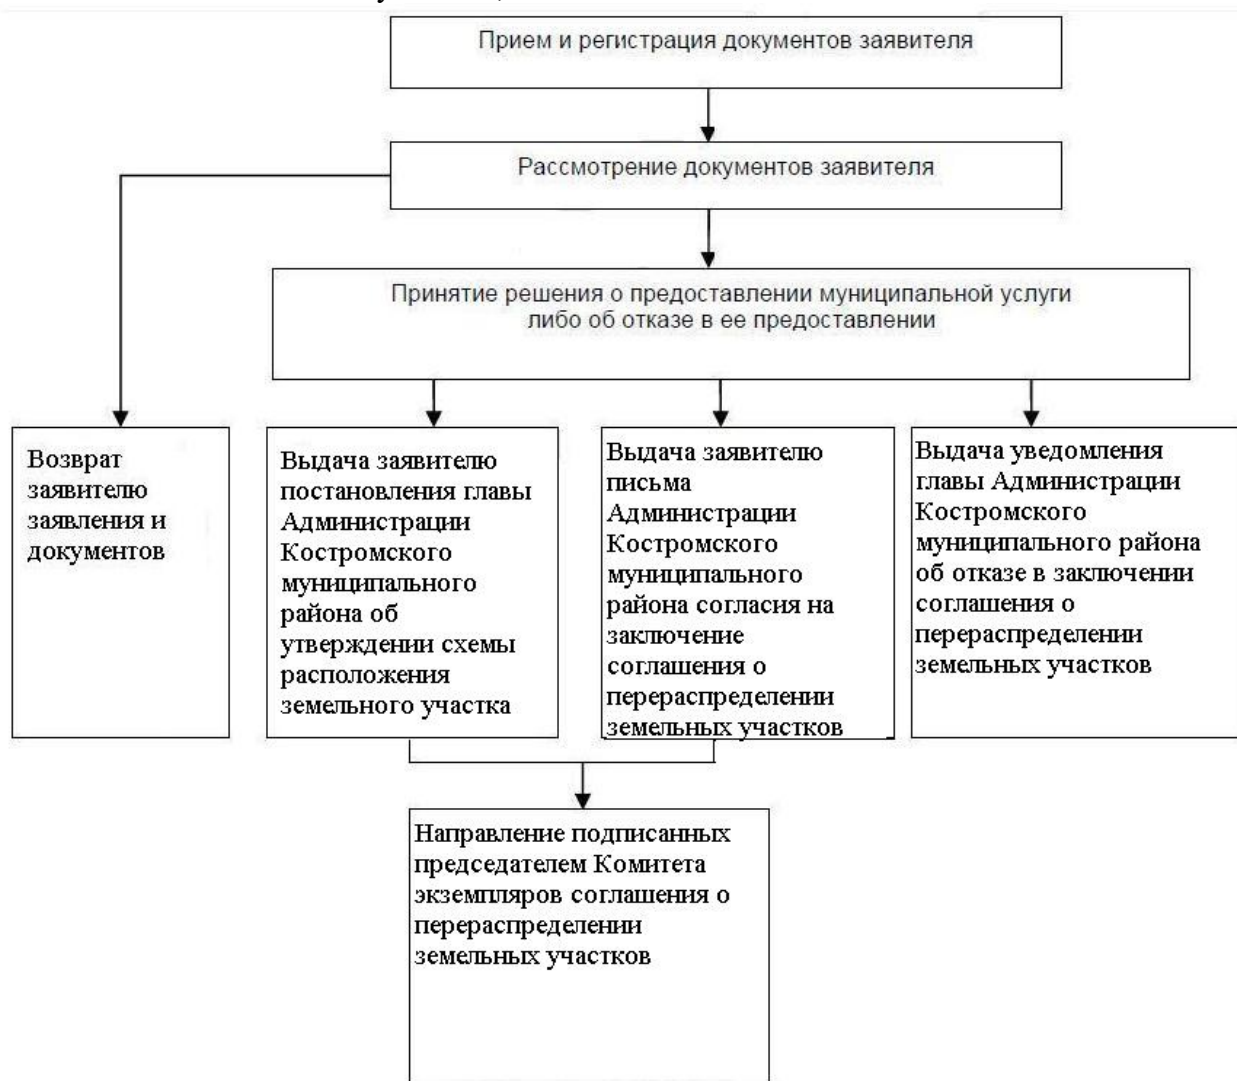 Прием и регистрация документов заявителя
Рассмотрение документов заявителя
Принятие решения о предоставлении муниципальной услуги
либо об отказе в ее предоставлении
Возврат
заявителю
заявления и
документов
Выдача заявителю
постановления главы
Администрации
Костромского
муниципального
района об
утверждении схемы
расположения
земельного участка
Выдача заявителю
письма
Администрации
Костромского
муниципального
района согласия на
заключение
соглашения о
перераспределении
земельных участков
Выдача уведомления
главы Администрации
Костромского
муниципального района
об отказе в заключении
соглашения о
перераспределении
земельных участков
Направление подписанных
председателем Комитета
экземпляров соглашения о
перераспределении
земельных участков